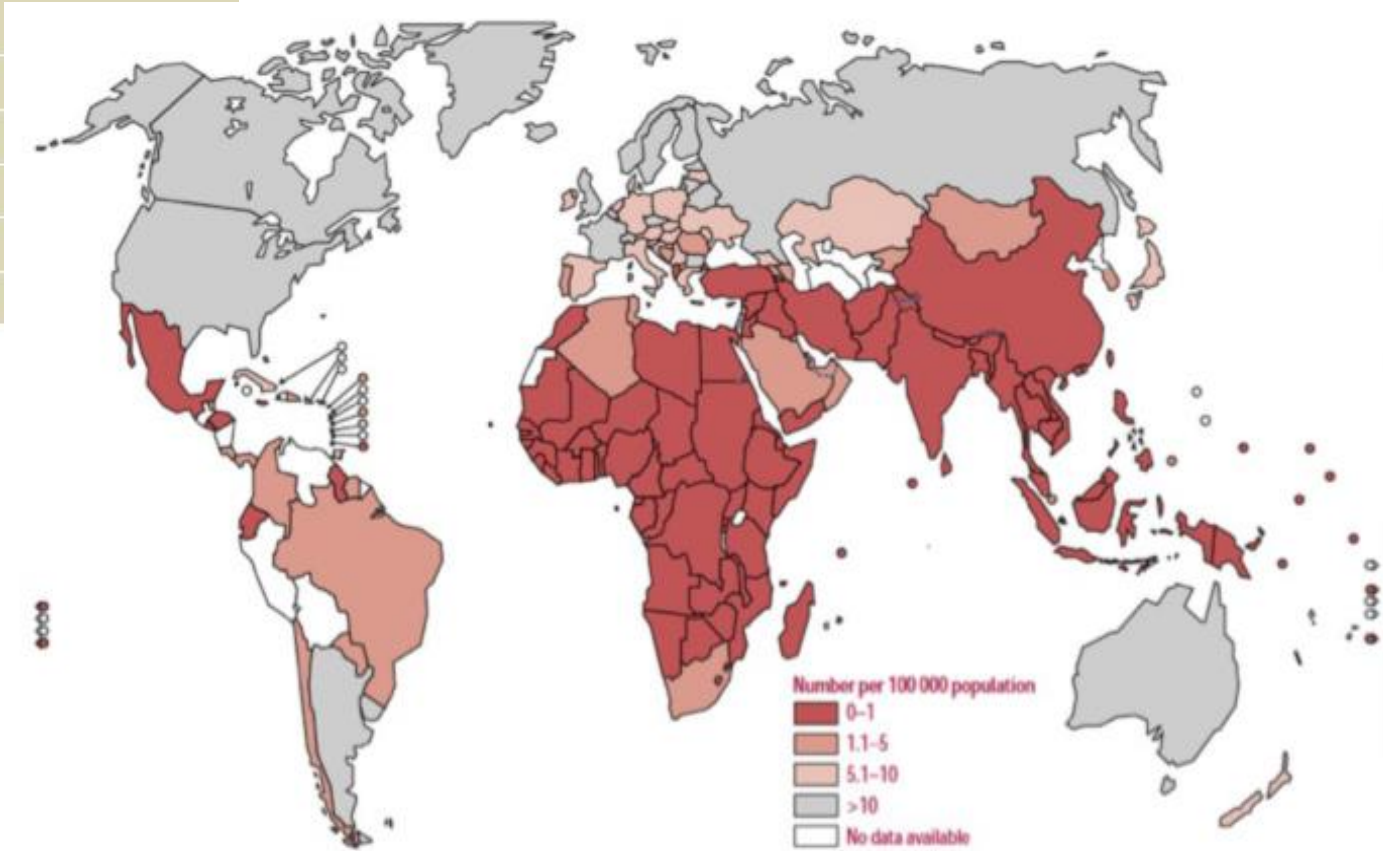 Number per 100 000 population
0–1
1.1–5
5.1–10
>10
No data available